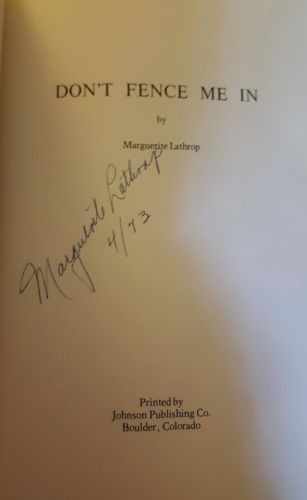 DON'T FENCE ME IN
by
Marguerite Lathrop
Marguerite Lathrop
4/73
Printed by
Johnson Publishing Co.
Boulder, Colorado